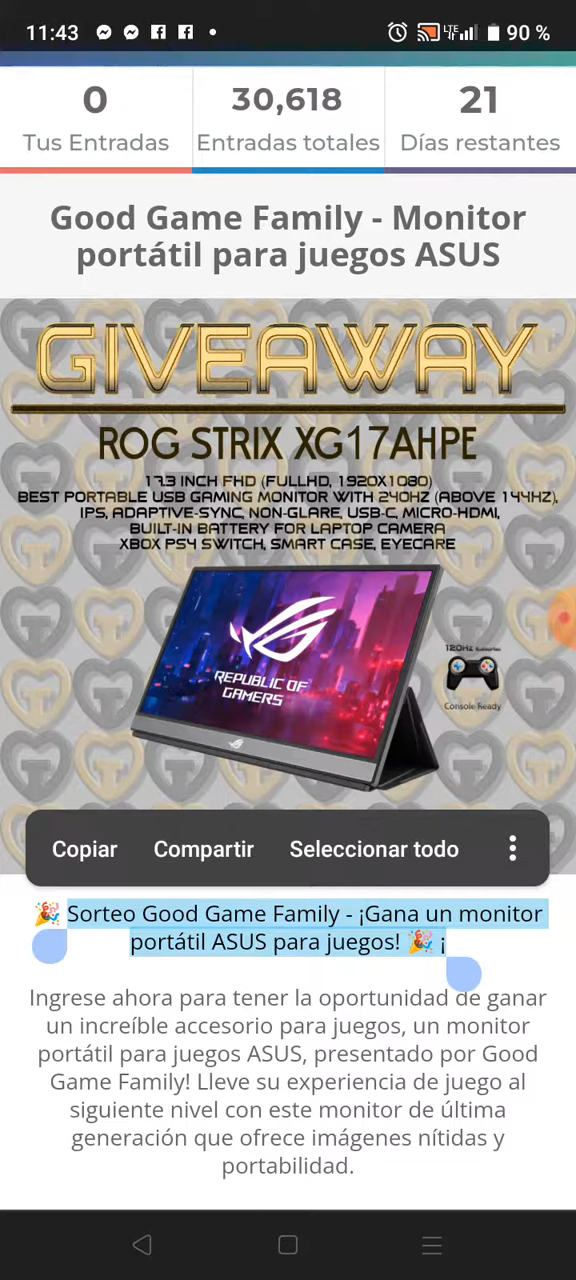 11:43
LTE
90 %
0
30,618
21
Tus Entradas
Entradas totales
Días restantes
Good Game Family - Monitor
portátil para juegos ASUS
GIVEAWAY
ROG STRIX XG17AHPE
17.3 INCH FHD (FULLHD, 1920X1080)
BEST PORTABLE USB GAMING MONITOR WITH 240HZ (ABOVE 144HZ),
IPS, ADAPTIVE-SYNC, NON-GLARE, USB-C, MICRO-HDMI,
BUILT-IN BATTERY FOR LAPTOP CAMERA
XBOX PS4 SWITCH, SMART CASE, EYECARE
REPUBLIC OF
GAMERS
120Hz
Console Ready
Copiar
Compartir
Seleccionar todo
🎉 Sorteo Good Game Family - ¡Gana un monitor
portátil ASUS para juegos! 🎉 ¡
Ingrese ahora para tener la oportunidad de ganar
un increíble accesorio para juegos, un monitor
portátil para juegos ASUS, presentado por Good
Game Family! Lleve su experiencia de juego al
siguiente nivel con este monitor de última
generación que ofrece imágenes nítidas y
portabilidad.